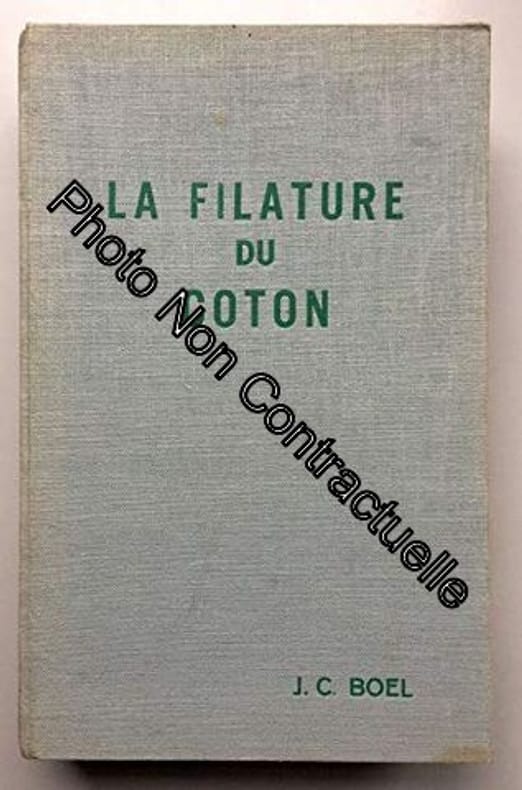 LA FILATURE
DU
COTON
Photo Non Contractuelle
J. C. BOEL